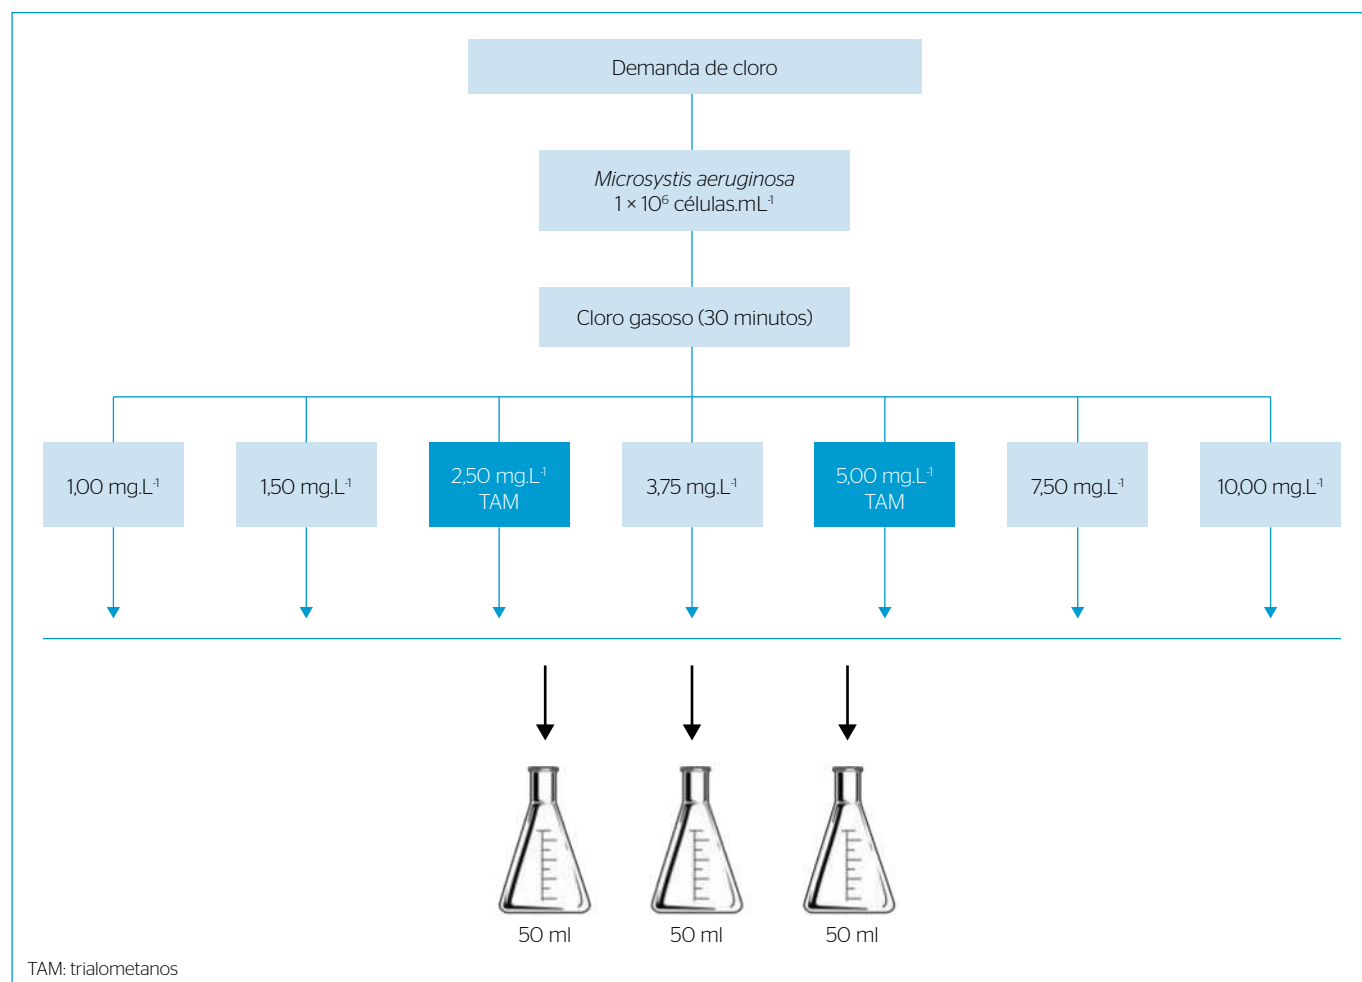 Demanda de cloro
Microsystis aeruginosa
1 × 10⁶ células.mL⁻¹
Cloro gasoso (30 minutos)
1,00 mg.L⁻¹
1,50 mg.L⁻¹
2,50 mg.L⁻¹
TAM
3,75 mg.L⁻¹
5,00 mg.L⁻¹
TAM
7,50 mg.L⁻¹
10,00 mg.L⁻¹
50 ml
50 ml
50 ml
TAM: trialometanos